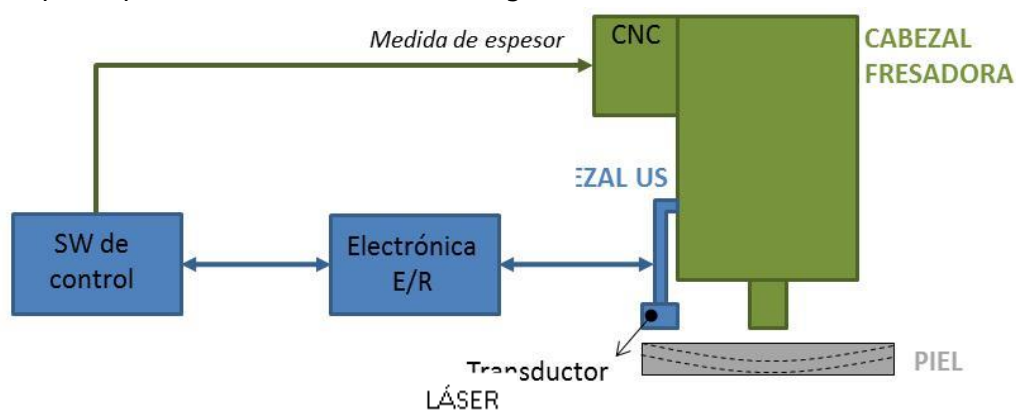 Medida de espesor
CNC
CABEZAL
FRESADORA
EZAL US
SW de
control
Electrónica
E/R
Transductor
LÁSER
PIEL